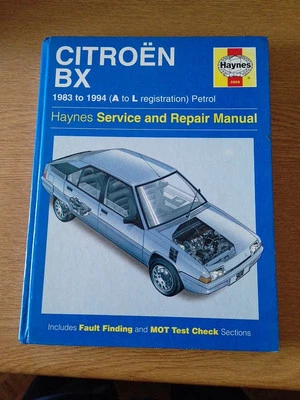 CITROËN
BX
Haynes
1983 to 1994 (A to L registration) Petrol
Haynes Service and Repair Manual
Includes Fault Finding and MOT Test Check Sections